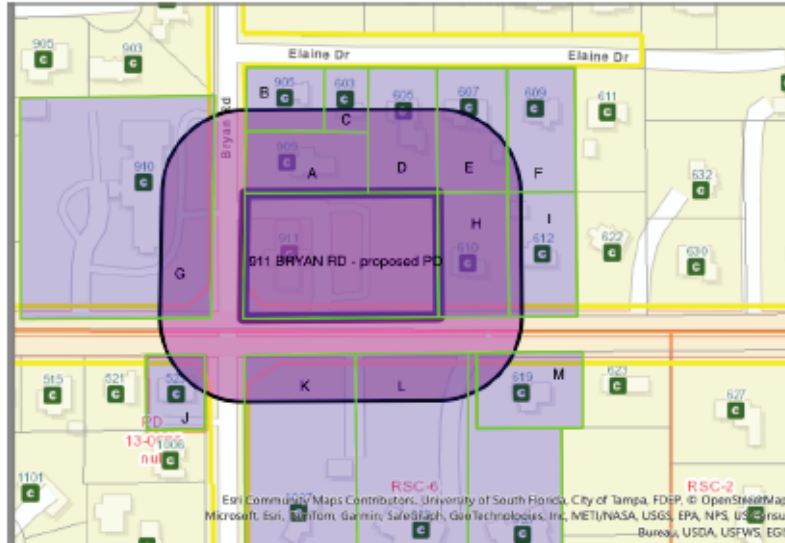 Elaine Dr
Elaine Dr
905
903
905
603
605
607
609
611
B
C
Bryan Rd
910
909
A
D
E
F
632
H
I
G
911
911 BRYAN RD - proposed PD
610
612
622
630
K
L
M
515
521
J
619
623
627
PD
1006
RSC-6
RSC-2
1101
Esri Community Maps Contributors, University of South Florida, City of Tampa, FDEP, © OpenStreetMap
Microsoft, Esri, TomTom, Garmin, SafeGraph, GeoTechnologies, Inc, METI/NASA, USGS, EPA, NPS, US
Bureau, USDA, USFWS,